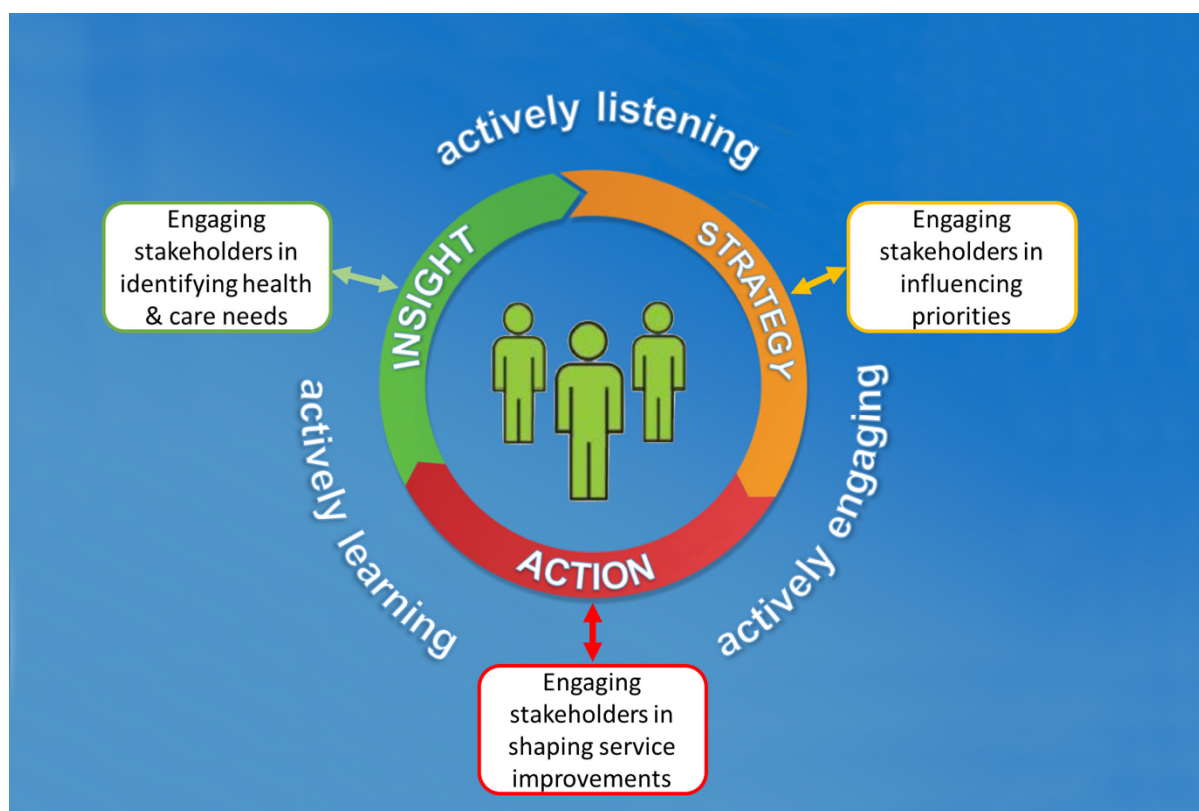 actively listening
Engaging
stakeholders in
identifying health
& care needs
INSIGHT
STRATEGY
Engaging
stakeholders in
influencing
priorities
actively learning
ACTION
actively engaging
Engaging
stakeholders in
shaping service
improvements